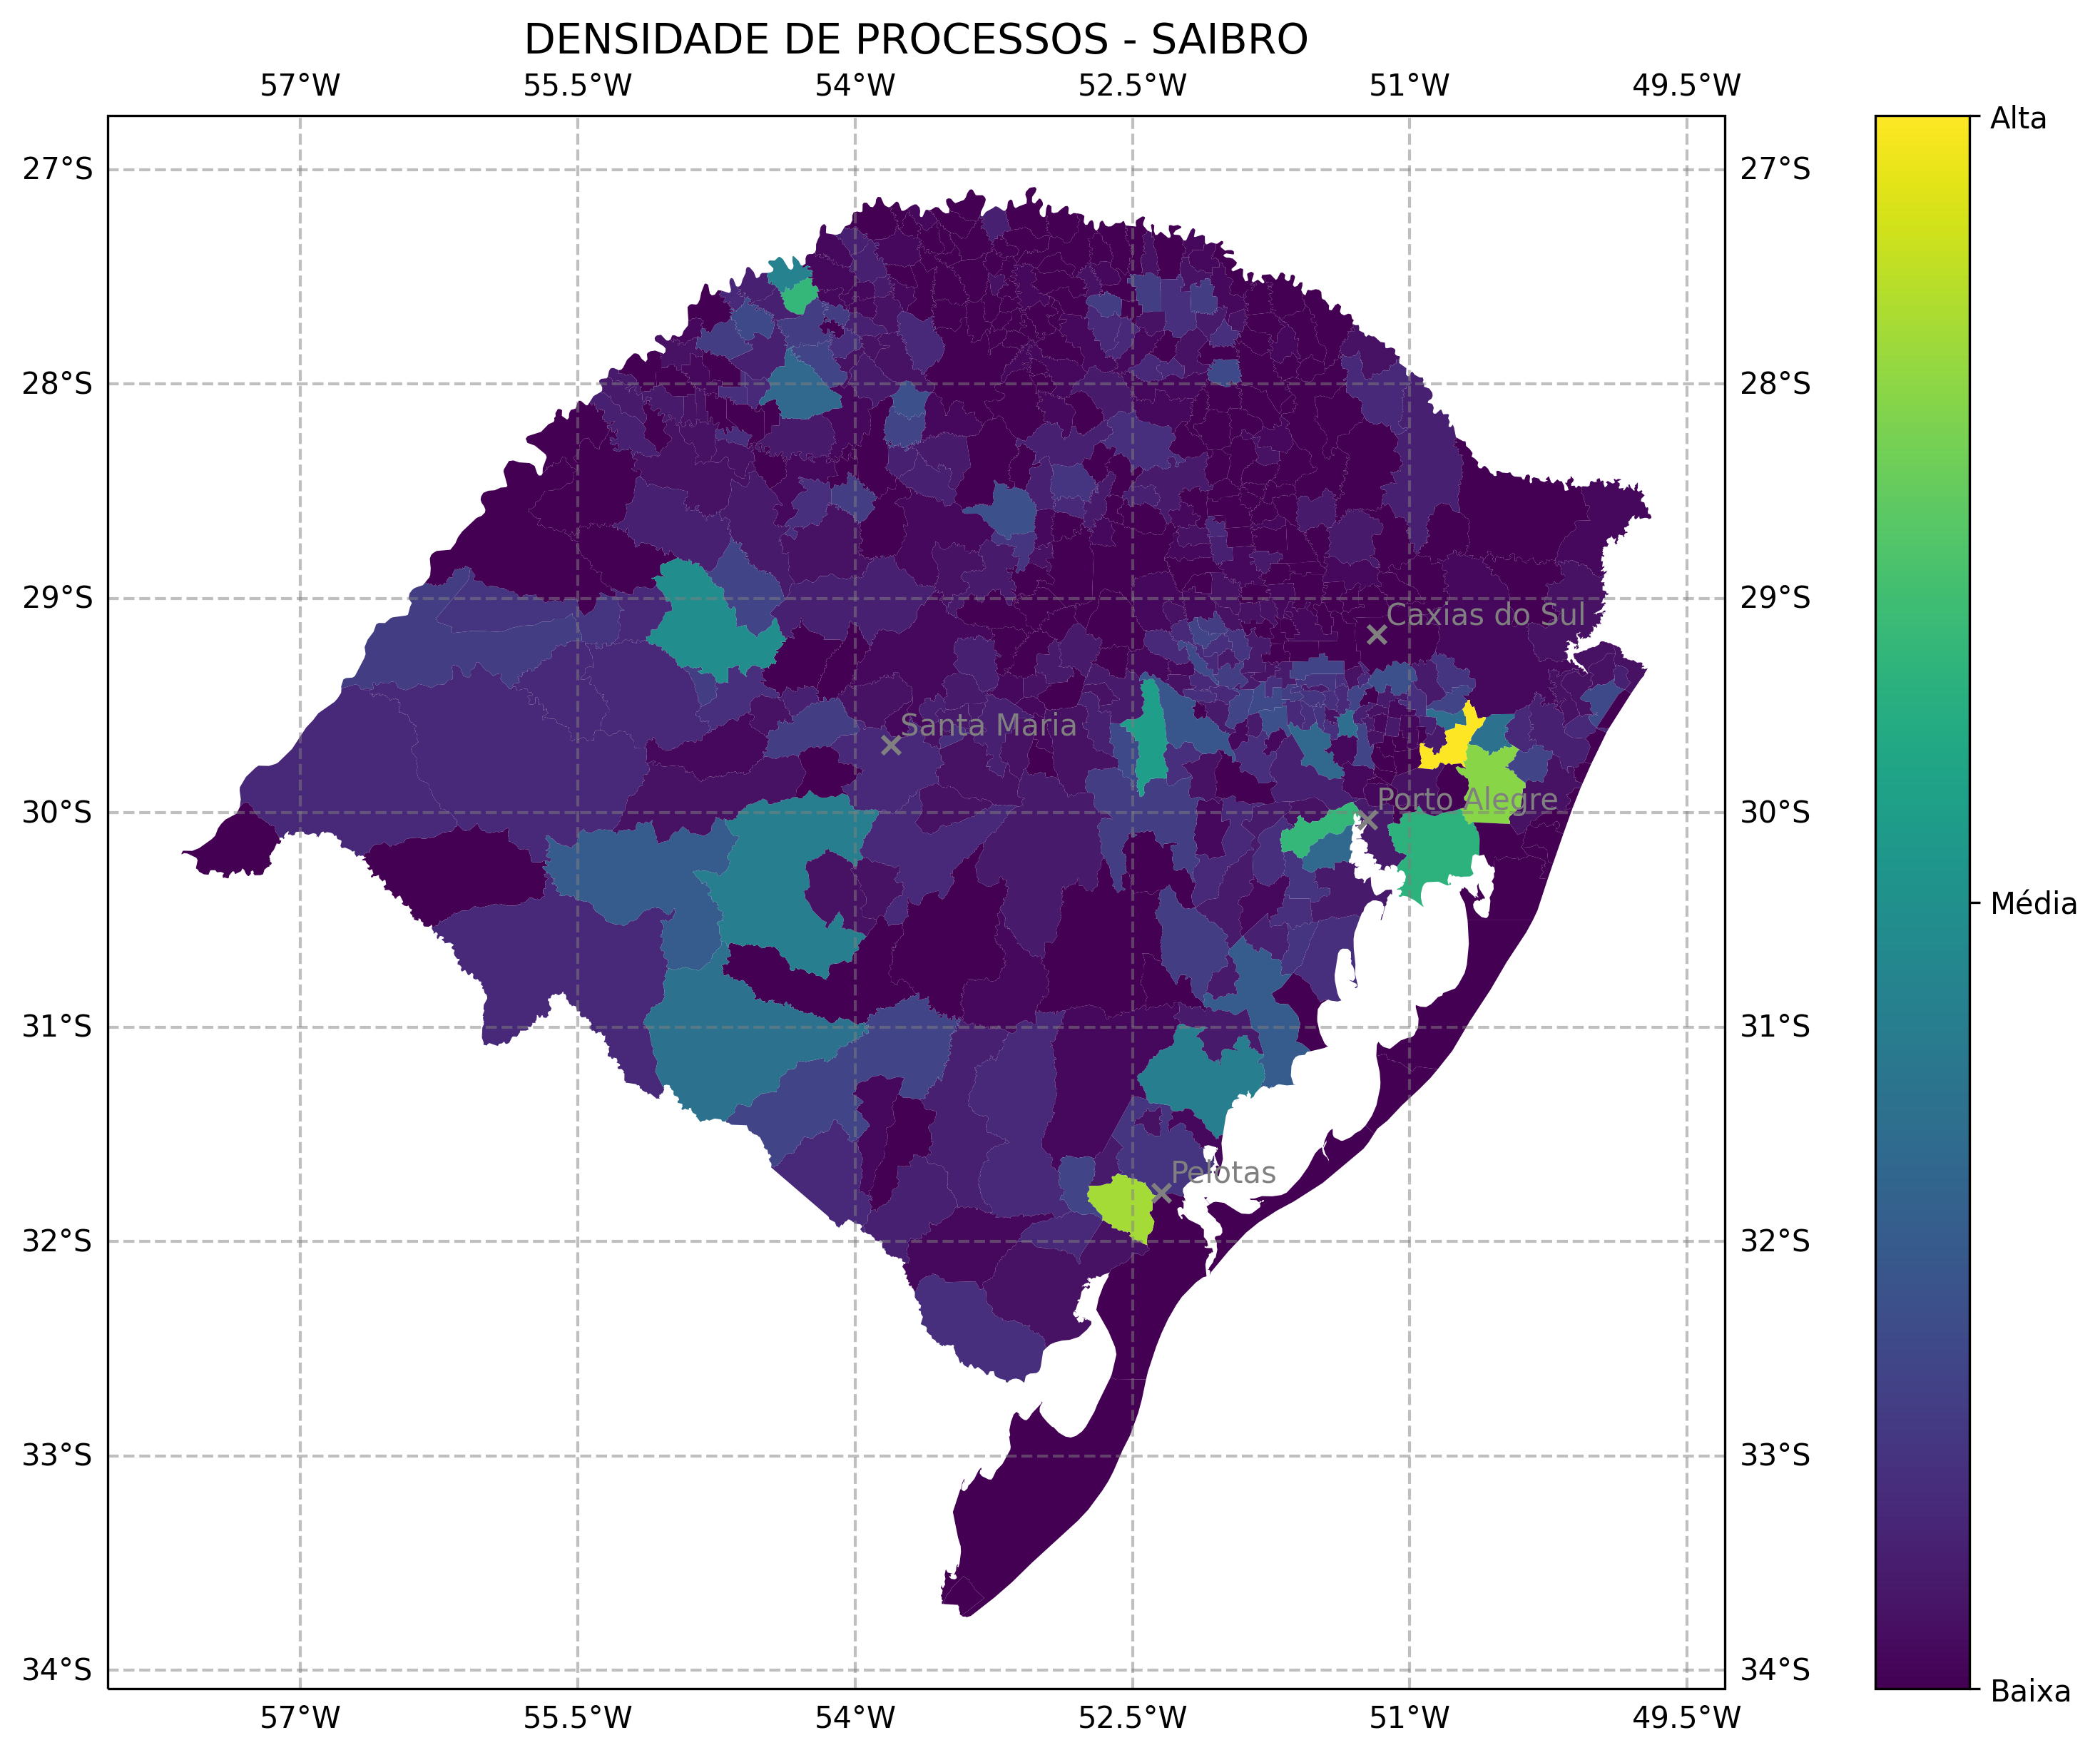 DENSIDADE DE PROCESSOS - SAIBRO
57°W 55.5°W 54°W 52.5°W 51°W 49.5°W
Alta
27°S 27°S
28°S 28°S
29°S 29°S
Caxias do Sul
Santa Maria
Porto Alegre
30°S 30°S
Média
31°S 31°S
Pelotas
32°S 32°S
33°S 33°S
34°S 34°S
Baixa
57°W 55.5°W 54°W 52.5°W 51°W 49.5°W